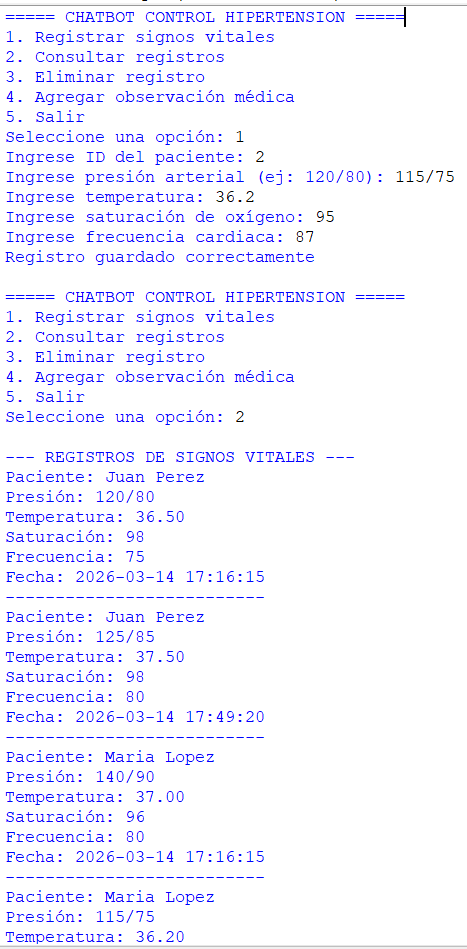 ===== CHATBOT CONTROL HIPERTENSION =====
1. Registrar signos vitales
2. Consultar registros
3. Eliminar registro
4. Agregar observación médica
5. Salir
Seleccione una opción: 1
Ingrese ID del paciente: 2
Ingrese presión arterial (ej: 120/80): 115/75
Ingrese temperatura: 36.2
Ingrese saturación de oxígeno: 95
Ingrese frecuencia cardiaca: 87
Registro guardado correctamente

===== CHATBOT CONTROL HIPERTENSION =====
1. Registrar signos vitales
2. Consultar registros
3. Eliminar registro
4. Agregar observación médica
5. Salir
Seleccione una opción: 2

--- REGISTROS DE SIGNOS VITALES ---
Paciente: Juan Perez
Presión: 120/80
Temperatura: 36.50
Saturación: 98
Frecuencia: 75
Fecha: 2026-03-14 17:16:15
--------------------------
Paciente: Juan Perez
Presión: 125/85
Temperatura: 37.50
Saturación: 98
Frecuencia: 80
Fecha: 2026-03-14 17:49:20
--------------------------
Paciente: Maria Lopez
Presión: 140/90
Temperatura: 37.00
Saturación: 96
Frecuencia: 80
Fecha: 2026-03-14 17:16:15
--------------------------
Paciente: Maria Lopez
Presión: 115/75
Temperatura: 36.20